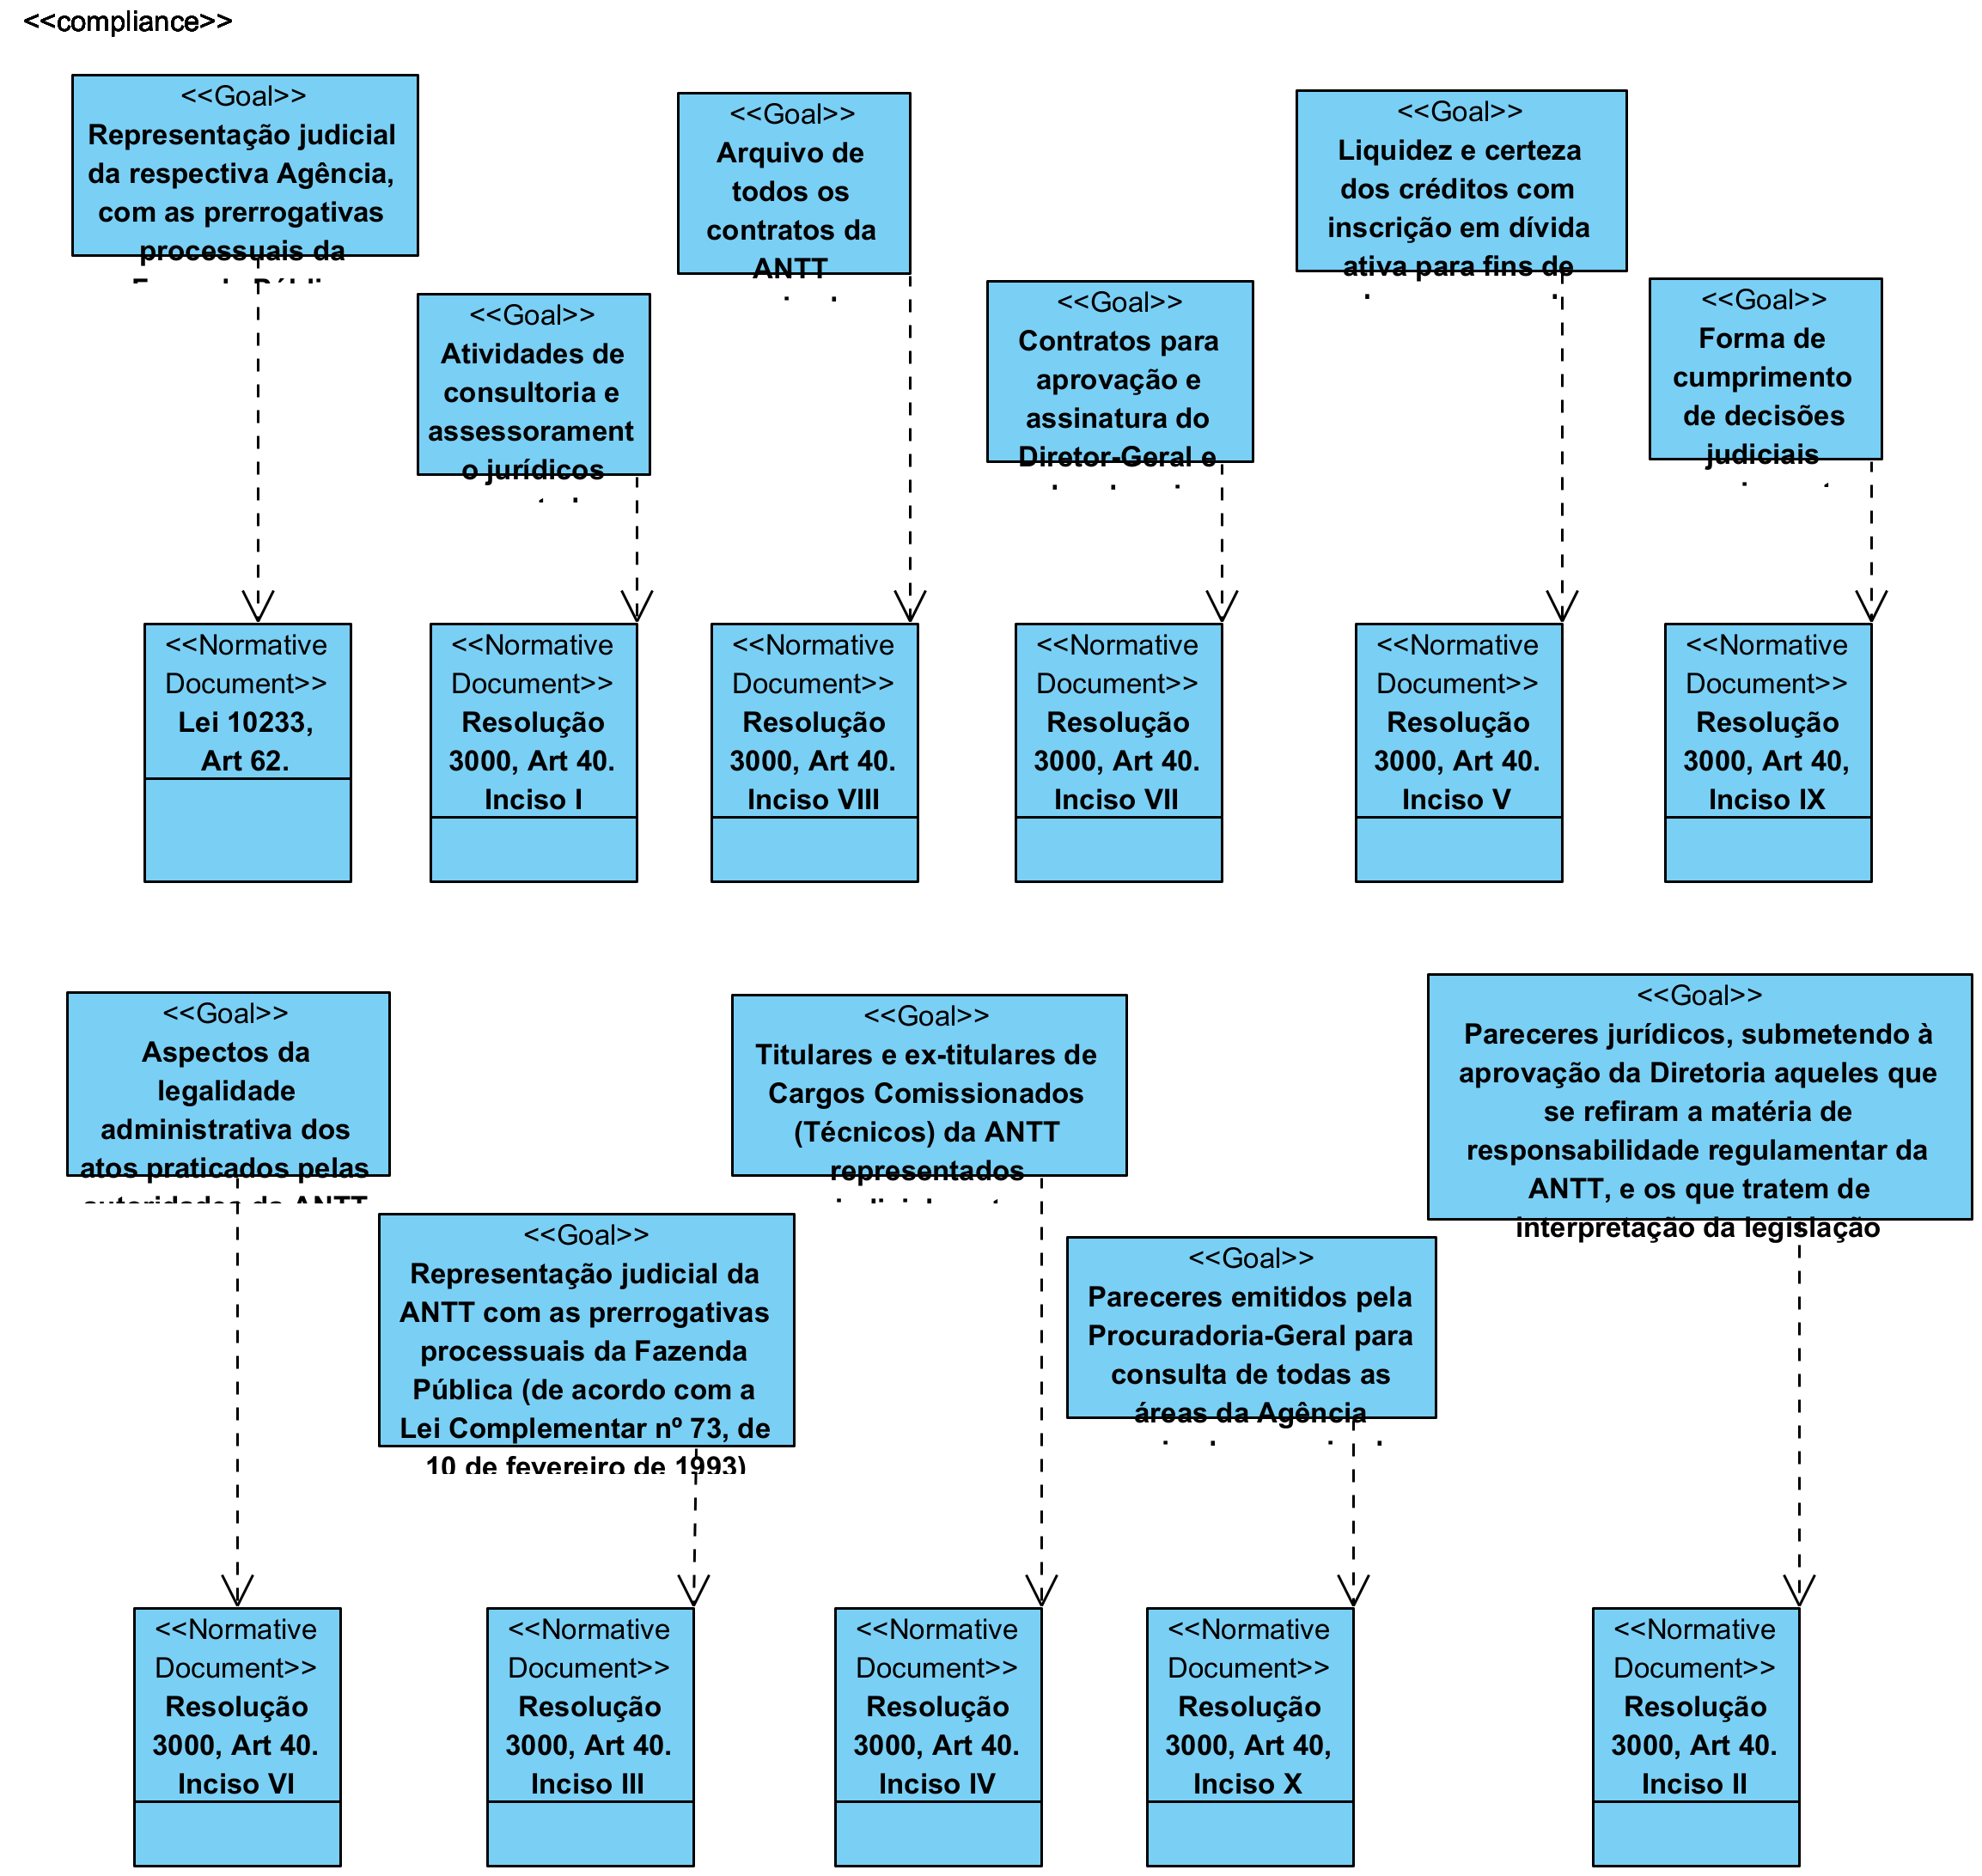 <<compliance>>
<<Goal>>
Representação judicial
da respectiva Agência,
com as prerrogativas
processuais da
<<Goal>>
Arquivo de
todos os
contratos da
ANTT
<<Goal>>
Liquidez e certeza
dos créditos com
inscrição em dívida
ativa para fins de
<<Goal>>
Atividades de
consultoria e
assessorament
o jurídicos
<<Goal>>
Contratos para
aprovação e
assinatura do
Diretor-Geral e
<<Goal>>
Forma de
cumprimento
de decisões
judiciais
<<Normative
Document>>
Lei 10233,
Art 62.
<<Normative
Document>>
Resolução
3000, Art 40.
Inciso I
<<Normative
Document>>
Resolução
3000, Art 40.
Inciso VIII
<<Normative
Document>>
Resolução
3000, Art 40.
Inciso VII
<<Normative
Document>>
Resolução
3000, Art 40.
Inciso V
<<Normative
Document>>
Resolução
3000, Art 40,
Inciso IX
<<Goal>>
Aspectos da
legalidade
administrativa dos
atos praticados pelas
autoridades da ANTT
<<Goal>>
Titulares e ex-titulares de
Cargos Comissionados
(Técnicos) da ANTT
representados
<<Goal>>
Pareceres jurídicos, submetendo à
aprovação da Diretoria aqueles que
se refiram a matéria de
responsabilidade regulamentar da
ANTT, e os que tratem de
interpretação da legislação
<<Goal>>
Representação judicial da
ANTT com as prerrogativas
processuais da Fazenda
Pública (de acordo com a
Lei Complementar nº 73, de
10 de fevereiro de 1993)
<<Goal>>
Pareceres emitidos pela
Procuradoria-Geral para
consulta de todas as
áreas da Agência
<<Normative
Document>>
Resolução
3000, Art 40.
Inciso VI
<<Normative
Document>>
Resolução
3000, Art 40.
Inciso III
<<Normative
Document>>
Resolução
3000, Art 40.
Inciso IV
<<Normative
Document>>
Resolução
3000, Art 40,
Inciso X
<<Normative
Document>>
Resolução
3000, Art 40.
Inciso II